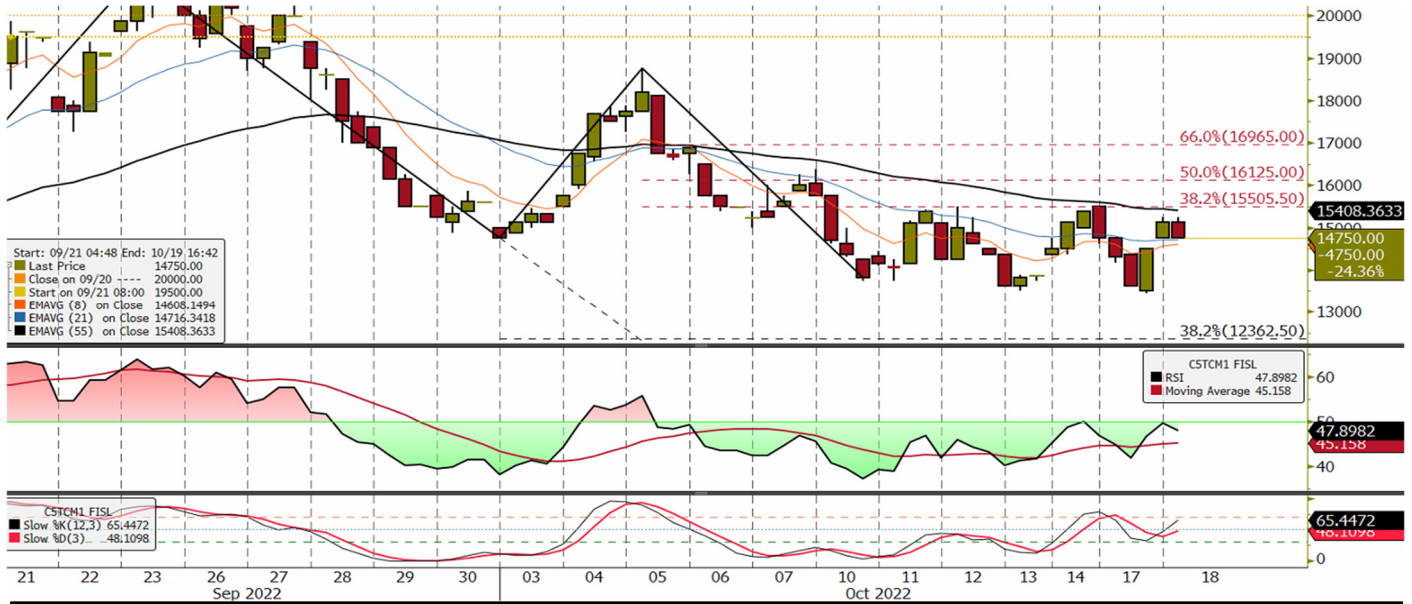 20000
19000
18000
17000
16000
15000
13000
66.0%(16965.00)
50.0%(16125.00)
38.2%(15505.50)
15408.3633
14750.00
-4750.00
-24.36%
38.2%(12362.50)
Start: 09/21 04:48 End: 10/19 16:42
Last Price 14750.00
Close on 09/20 ---- 20000.00
Start on 09/21 08:00 19500.00
EMAVG (8) on Close 14608.1494
EMAVG (21) on Close 14716.3418
EMAVG (55) on Close 15408.3633
C5TCM1 FISL
RSI 47.8982
Moving Average 45.158
60
50
47.8982
45.158
40
C5TCM1 FISL
Slow %K(12,3) 65.4472
Slow %D(3) 48.1098
65.4472
48.1098
0
21 22 23 26 27 28 29 30 03 04 05 06 07 10 11 12 13 14 17 18
Sep 2022 Oct 2022